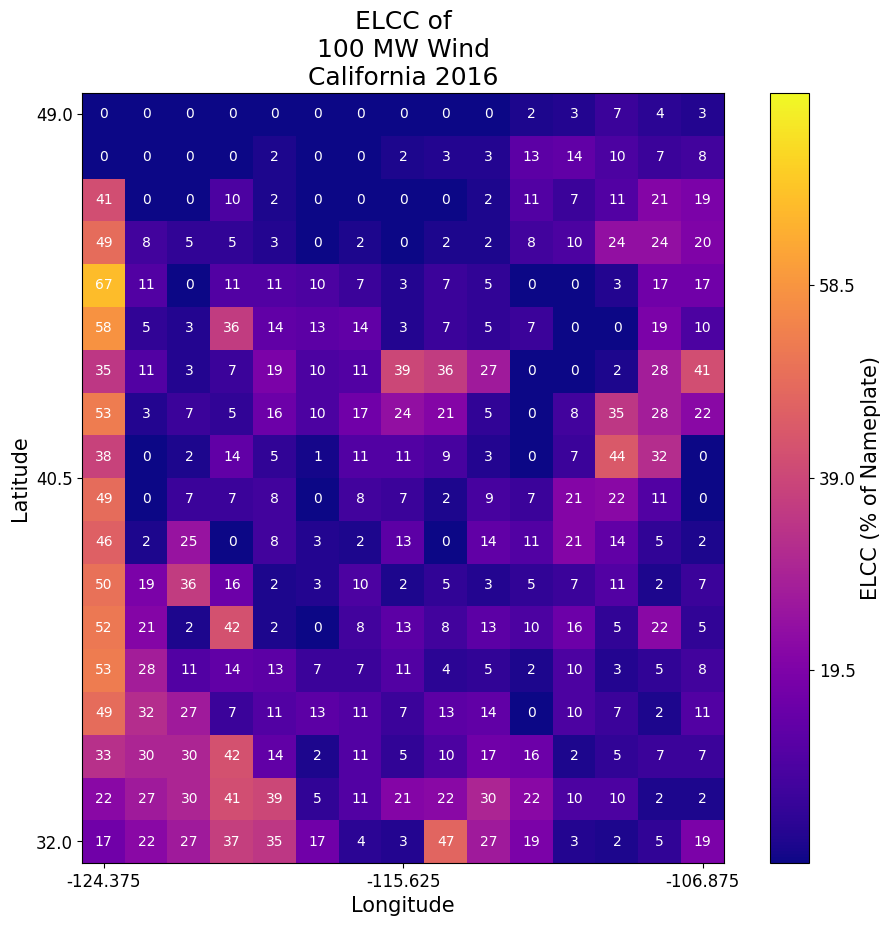 ELCC of
100 MW Wind
California 2016
49.0
0 0 0 0 0 0 0 0 0 0 2 3 7 4 3
0 0 0 0 2 0 0 2 3 3 13 14 10 7 8
41 0 0 10 2 0 0 0 0 2 11 7 11 21 19
49 8 5 5 3 0 2 0 2 2 8 10 24 24 20
67 11 0 11 11 10 7 3 7 5 0 0 3 17 17
58 5 3 36 14 13 14 3 7 5 7 0 0 19 10
35 11 3 7 19 10 11 39 36 27 0 0 2 28 41
53 3 7 5 16 10 17 24 21 5 0 8 35 28 22
38 0 2 14 5 1 11 11 9 3 0 7 44 32 0
40.5
49 0 7 7 8 0 8 7 2 9 7 21 22 11 0
46 2 25 0 8 3 2 13 0 14 11 21 14 5 2
50 19 36 16 2 3 10 2 5 3 5 7 11 2 7
52 21 2 42 2 0 8 13 8 13 10 16 5 22 5
53 28 11 14 13 7 7 11 4 5 2 10 3 5 8
49 32 27 7 11 13 11 7 13 14 0 10 7 2 11
33 30 30 42 14 2 11 5 10 17 16 2 5 7 7
22 27 30 41 39 5 11 21 22 30 22 10 10 2 2
32.0
17 22 27 37 35 17 4 3 47 27 19 3 2 5 19
Latitude
-124.375 -115.625 -106.875
Longitude
58.5
39.0
19.5
ELCC (% of Nameplate)